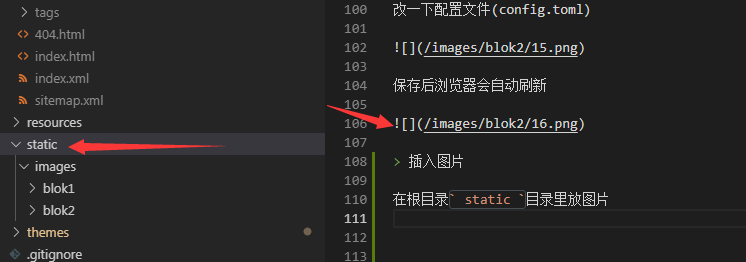 tags
404.html
index.html
index.xml
sitemap.xml
resources
static
images
blok1
blok2
themes
.gitignore
100 改一下配置文件(config.toml)
101
102 ![](/images/blok2/15.png)
103
104 保存后浏览器会自动刷新
105
106 ![](/images/blok2/16.png)
107
108 > 插入图片
109
110 在根目录` static `目录里放图片
111
112
113